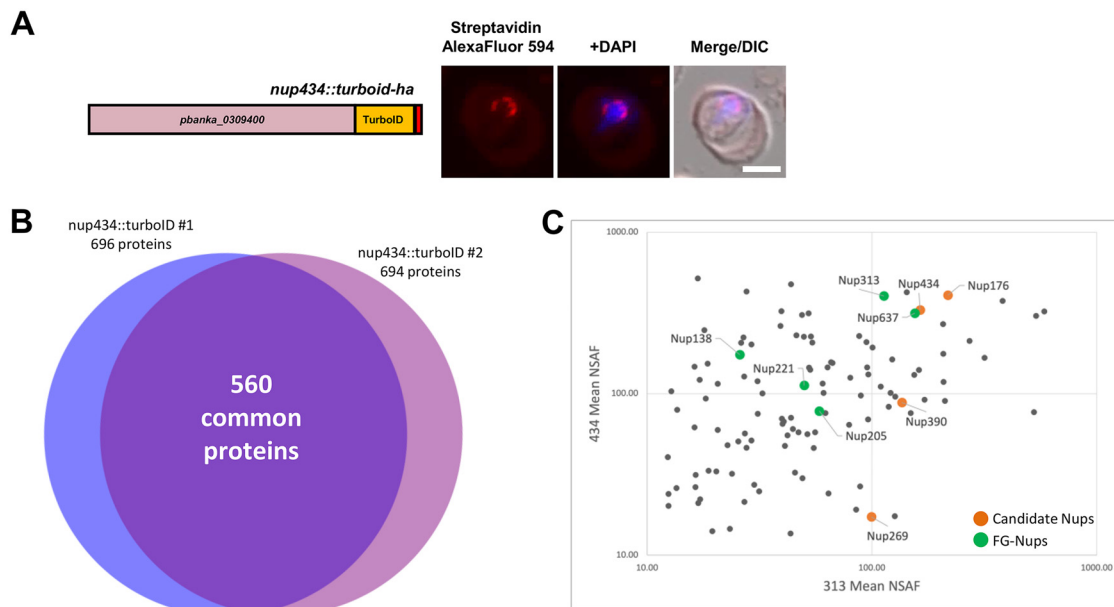 A
Streptavidin
AlexaFluor 594
+DAPI
Merge/DIC
nup434::turboid-ha
pbanka_0309400
TurboID
B
nup434::turboID #1
696 proteins
nup434::turboID #2
694 proteins
560
common
proteins
C
1000.00
100.00
10.00
434 Mean NSAF
Nup313
Nup434
Nup176
Nup637
Nup138
Nup221
Nup205
Nup390
Nup269
Candidate Nups
FG-Nups
10.00
100.00
1000.00
313 Mean NSAF